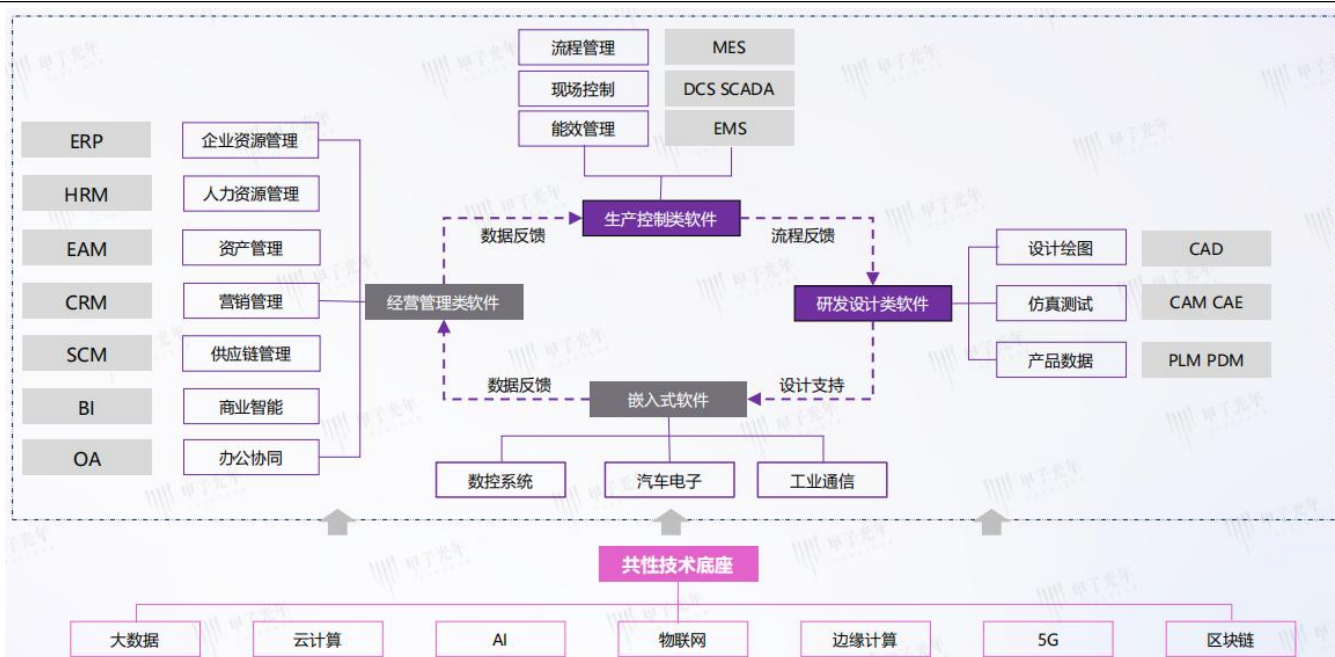 流程管理 MES
现场控制 DCS SCADA
能效管理 EMS
ERP 企业资源管理
HRM 人力资源管理
EAM 资产管理
CRM 营销管理
SCM 供应链管理
BI 商业智能
OA 办公协同
生产控制类软件
数据反馈
流程反馈
经营管理类软件
研发设计类软件
设计绘图 CAD
仿真测试 CAM CAE
产品数据 PLM PDM
数据反馈
设计支持
嵌入式软件
数控系统 汽车电子 工业通信
共性技术底座
大数据 云计算 AI 物联网 边缘计算 5G 区块链
甲子光年